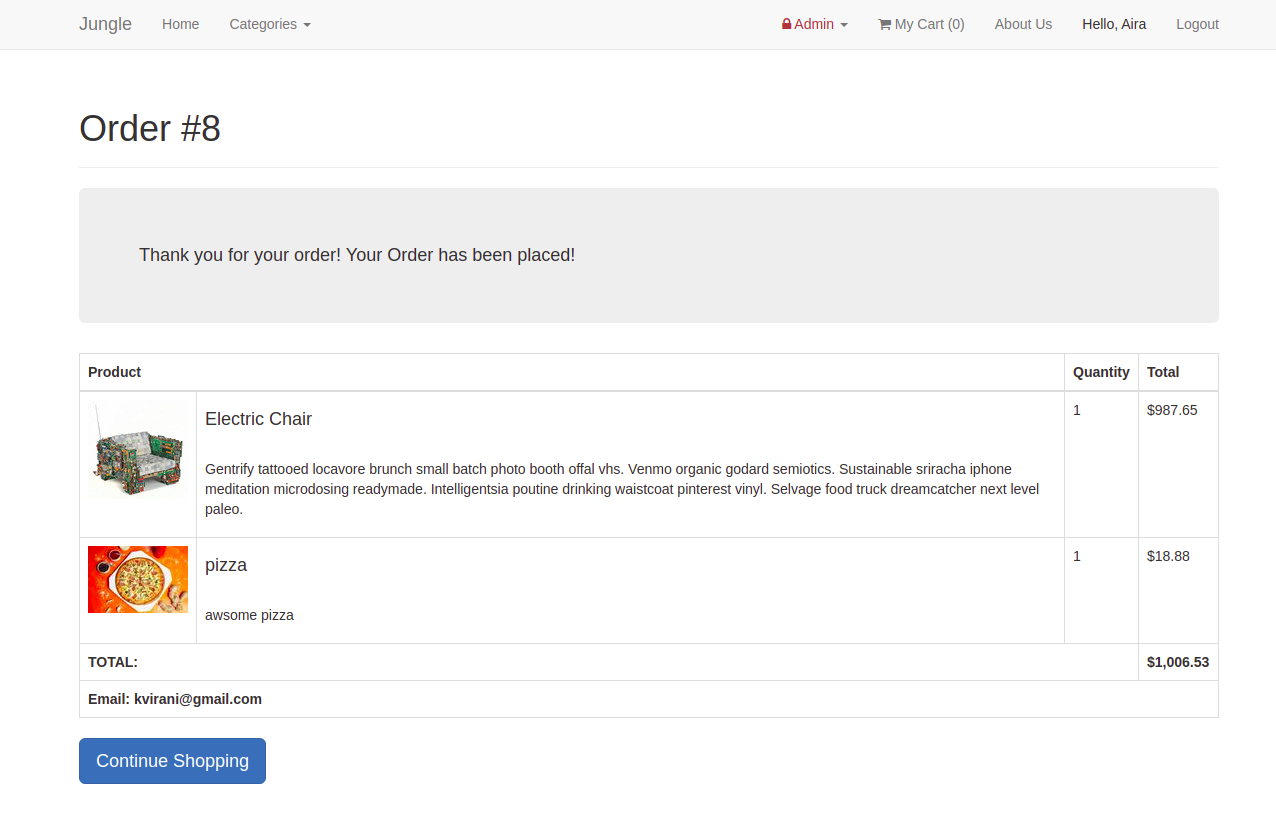 Jungle Home Categories Admin My Cart (0) About Us Hello, Aira Logout
Order #8
Thank you for your order! Your Order has been placed!
Product Quantity Total
Electric Chair 1 $987.65
Gentrify tattooed locavore brunch small batch photo booth offal vhs. Venmo organic godard semiotics. Sustainable sriracha iphone
meditation microdosing readymade. Intelligentsia poutine drinking waistcoat pinterest vinyl. Selvage food truck dreamcatcher next level
paleo.
pizza 1 $18.88
awsome pizza
TOTAL: $1,006.53
Email: kvirani@gmail.com
Continue Shopping